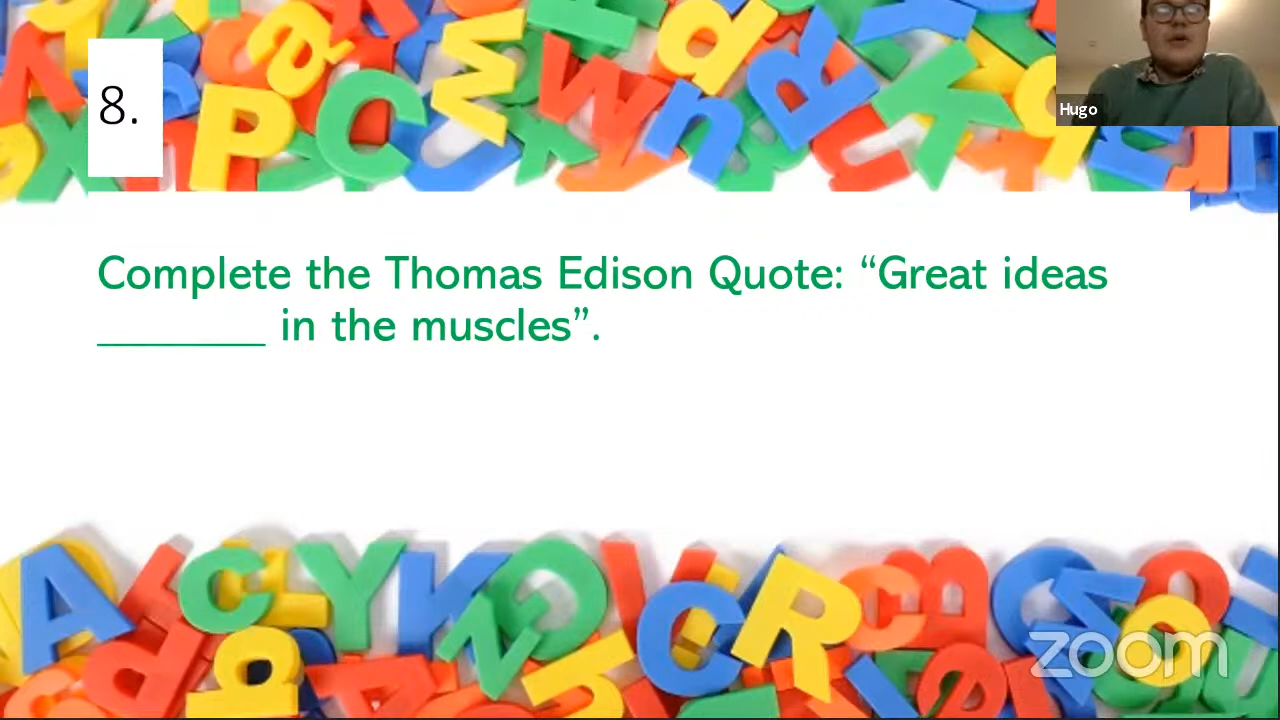 8.
Hugo
Complete the Thomas Edison Quote: “Great ideas
________ in the muscles”.
zoom